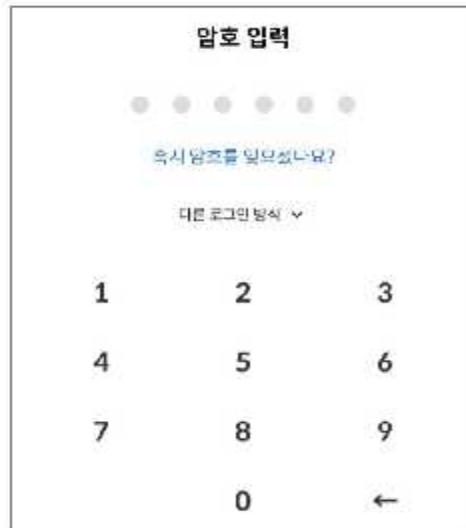 암호 입력
혹시 암호를 잊으셨나요?
다른 로그인 방식
1 2 3
4 5 6
7 8 9
0 ←